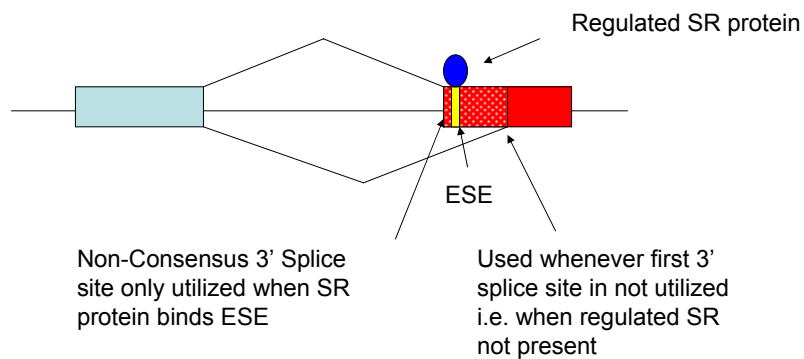 Regulated SR protein
ESE
Non-Consensus 3’ Splice
site only utilized when SR
protein binds ESE
Used whenever first 3’
splice site in not utilized
i.e. when regulated SR
not present